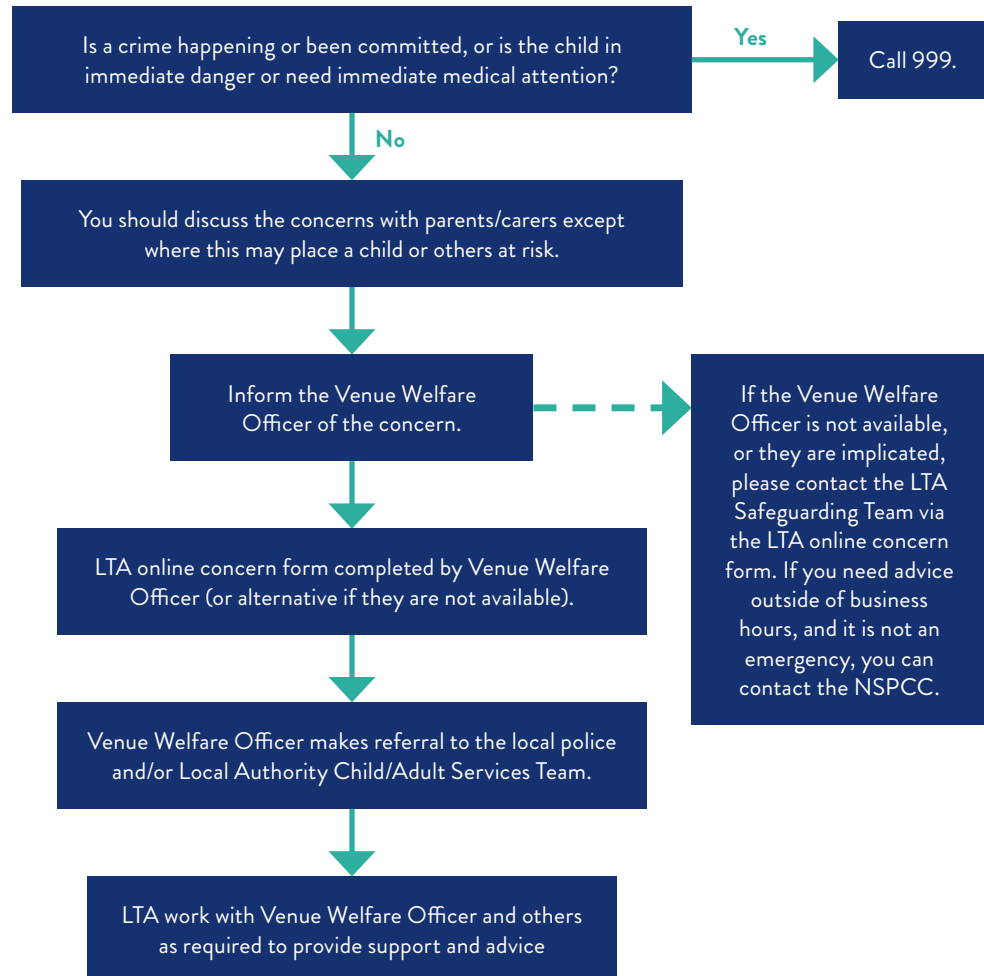 Is a crime happening or been committed, or is the child in
immediate danger or need immediate medical attention?
Yes
Call 999.
No
You should discuss the concerns with parents/carers except
where this may place a child or others at risk.
Inform the Venue Welfare
Officer of the concern.
If the Venue Welfare
Officer is not available,
or they are implicated,
please contact the LTA
Safeguarding Team via
the LTA online concern
form. If you need advice
outside of business
hours, and it is not an
emergency, you can
contact the NSPCC.
LTA online concern form completed by Venue Welfare
Officer (or alternative if they are not available).
Venue Welfare Officer makes referral to the local police
and/or Local Authority Child/Adult Services Team.
LTA work with Venue Welfare Officer and others
as required to provide support and advice